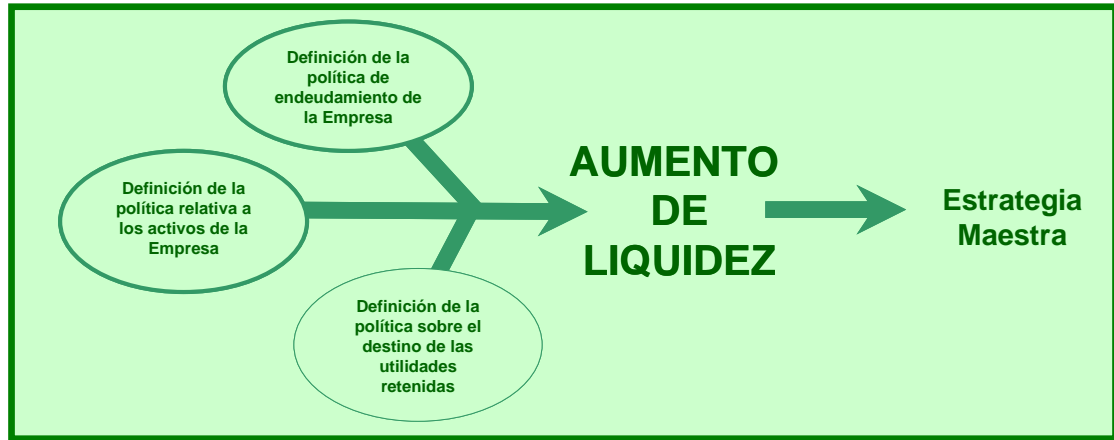 Definición de la
política de
endeudamiento de
la Empresa
Definición de la
política relativa a
los activos de la
Empresa
Definición de la
política sobre el
destino de las
utilidades
retenidas
AUMENTO
DE
LIQUIDEZ
Estrategia
Maestra